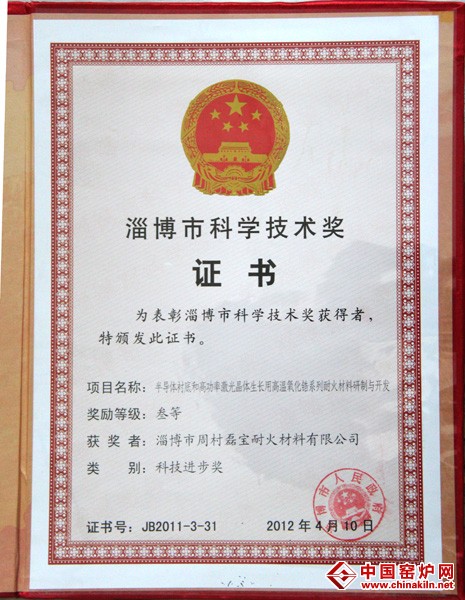 淄博市科学技术奖
证书
为表彰淄博市科学技术奖获得者，
特颁发此证书。
项目名称：半导体衬底和高功率激光晶体生长用高温氧化锆系列耐火材料研制与开发
奖励等级：叁等
获奖者：淄博市周村磊宝耐火材料有限公司
类别：科技进步奖
淄博市人民政府
证书号：JB2011-3-31 2012年4月10日
中国窑炉网
www.chinakiln.net